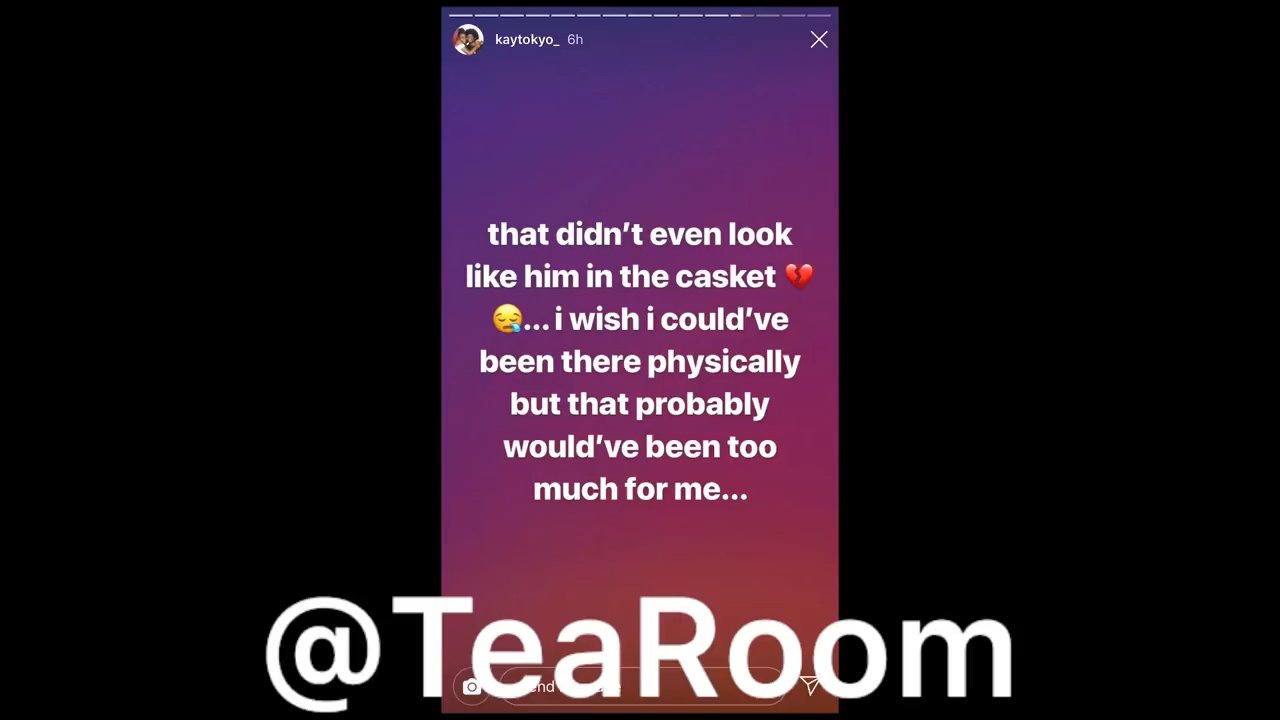 kaytokyo_ 6h
that didn't even look
like him in the casket 💔
😪... i wish i could've
been there physically
but that probably
would've been too
much for me...
@TeaRoom